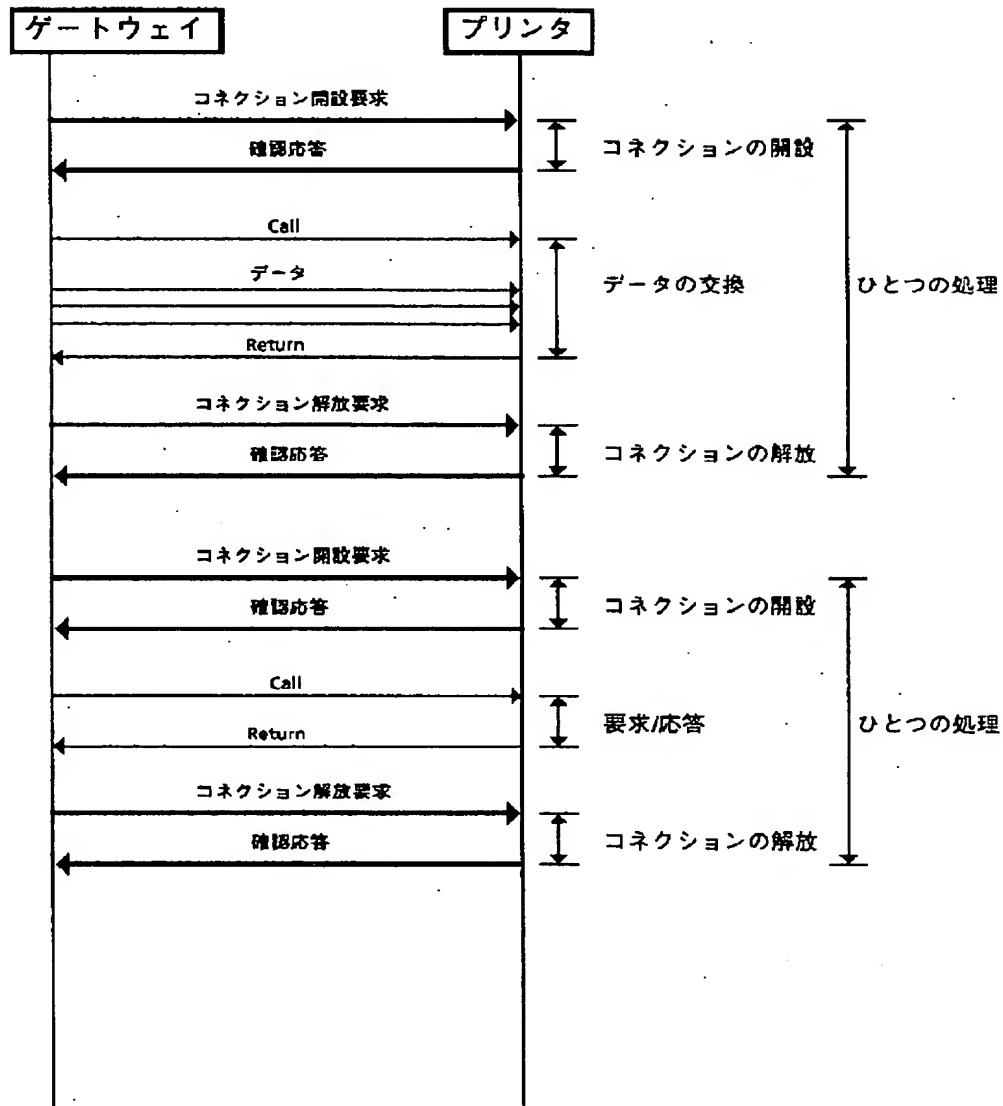 ゲートウェイ
プリンタ
コネクション開設要求
確認応答
コネクションの開設
Call
データ
データの交換
ひとつの処理
Return
コネクション解放要求
確認応答
コネクションの解放
コネクション開設要求
確認応答
コネクションの開設
Call
要求/応答
ひとつの処理
Return
コネクション解放要求
確認応答
コネクションの解放